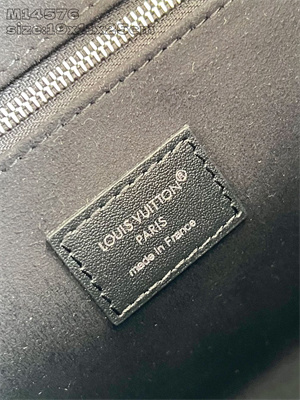 M14576
LOUIS VUITTON®
PARIS
made in France